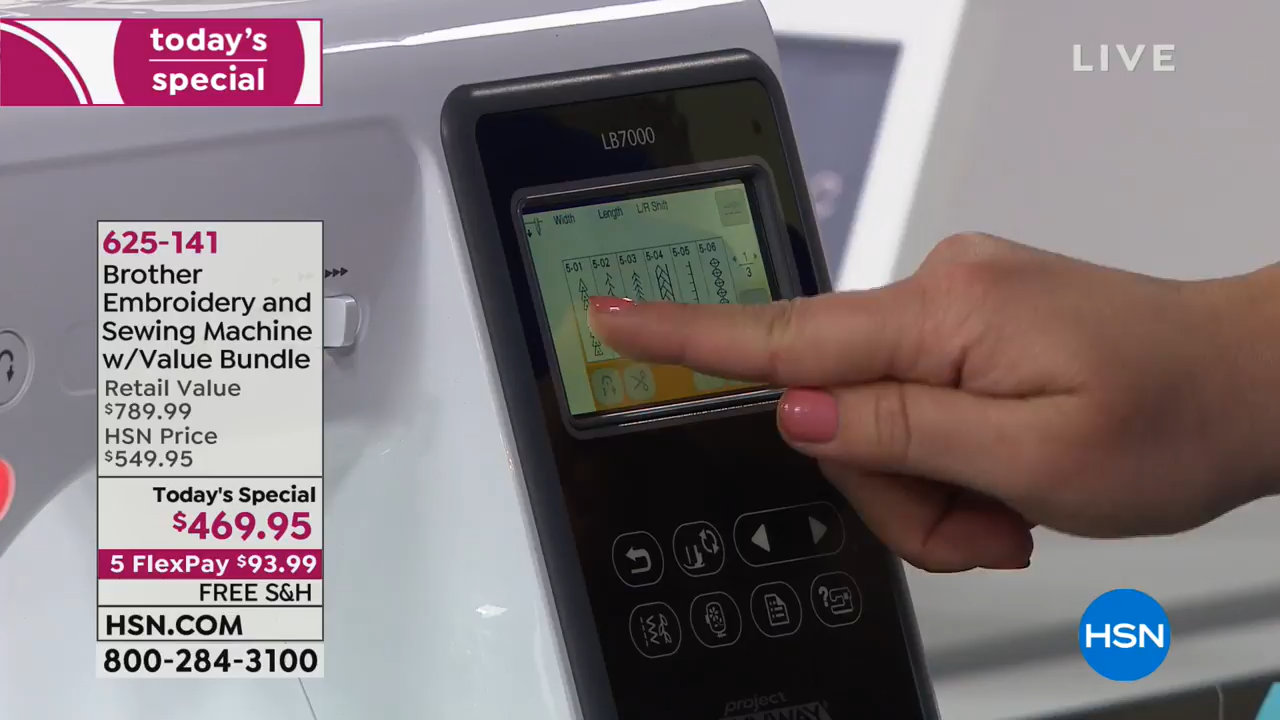 today's
special
LIVE
LB7000
Width Length L/R Shift
5-01 5-02 5-03 5-04 5-05 5-06
1
3
625-141
Brother
Embroidery and
Sewing Machine
w/Value Bundle
Retail Value
$789.99
HSN Price
$549.95
Today's Special
$469.95
5 FlexPay $93.99
FREE S&H
HSN.COM
800-284-3100
HSN
project